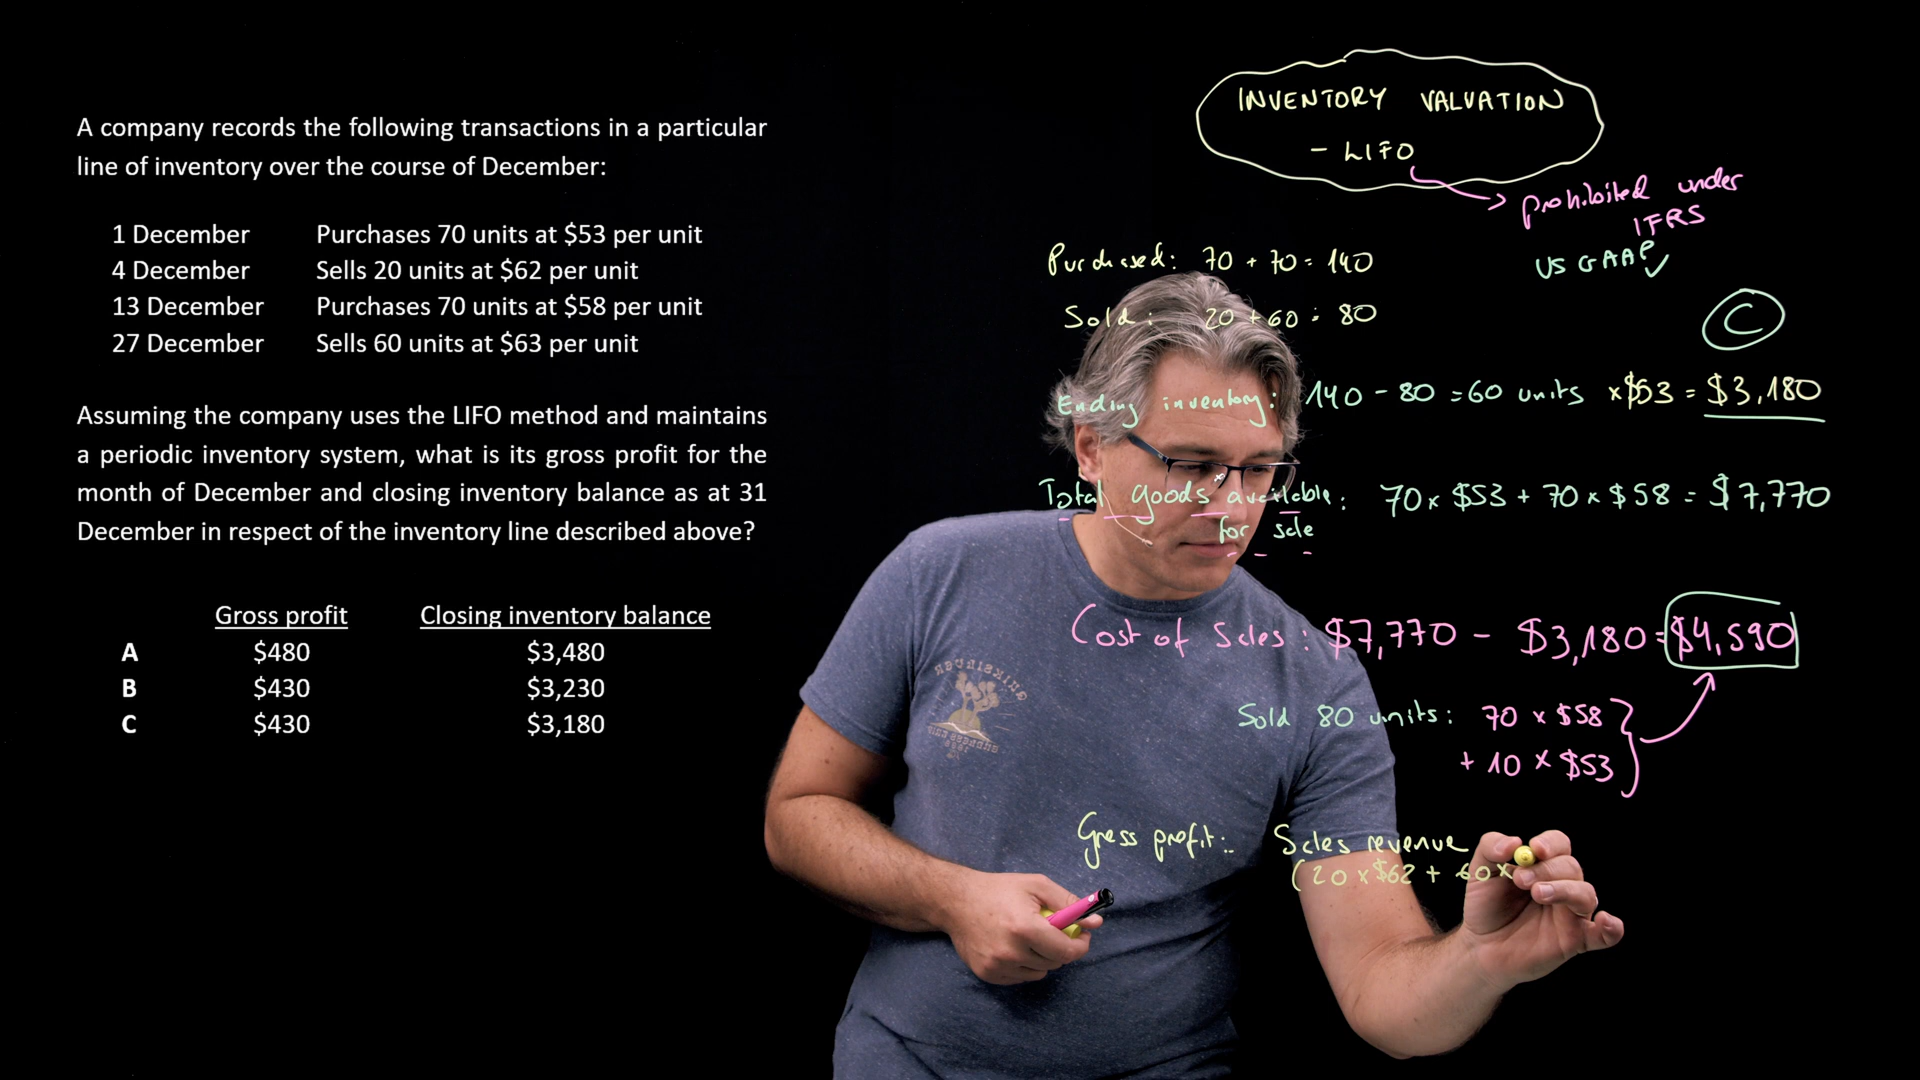 A company records the following transactions in a particular
line of inventory over the course of December:
1 December Purchases 70 units at $53 per unit
4 December Sells 20 units at $62 per unit
13 December Purchases 70 units at $58 per unit
27 December Sells 60 units at $63 per unit
Assuming the company uses the LIFO method and maintains
a periodic inventory system, what is its gross profit for the
month of December and closing inventory balance as at 31
December in respect of the inventory line described above?
Gross profit Closing inventory balance
A $480 $3,480
B $430 $3,230
C $430 $3,180
INVENTORY VALUATION
- LIFO
prohibited under
IFRS
US GAAP ✓
Purchased: 70 + 70 = 140
Sold: 20 + 60 = 80
C
Ending inventory: 140 - 80 = 60 units × $53 = $3,180
Total goods available: 70 × $53 + 70 × $58 = $7,770
for sale
Cost of Sales: $7,770 - $3,180 = $4,590
Sold 80 units: 70 × $58
+ 10 × $53
Gross profit: Sales revenue
(20 × $62 + 60 ×